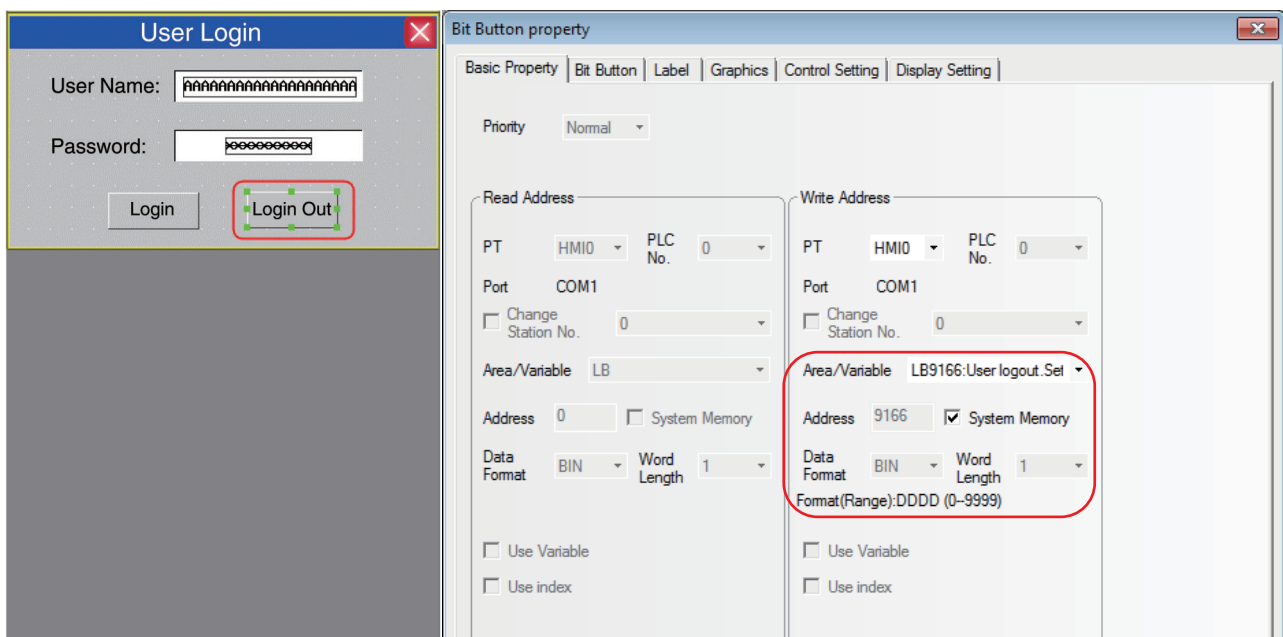 User Login
User Name: AAAAAAAAAAAAAAAAAAAA
Password: **********
Login Login Out
Bit Button property
Basic Property Bit Button Label Graphics Control Setting Display Setting
Priority Normal
Read Address Write Address
PT HMI0 PLC No. 0 PT HMI0 PLC No. 0
Port COM1 Port COM1
Change Station No. 0 Change Station No. 0
Area/Variable LB Area/Variable LB9166:User logout.Set
Address 0 System Memory Address 9166 System Memory
Data Format BIN Word Length 1 Data Format BIN Word Length 1
Format(Range):DDDD (0--9999)
Use Variable Use Variable
Use index Use index